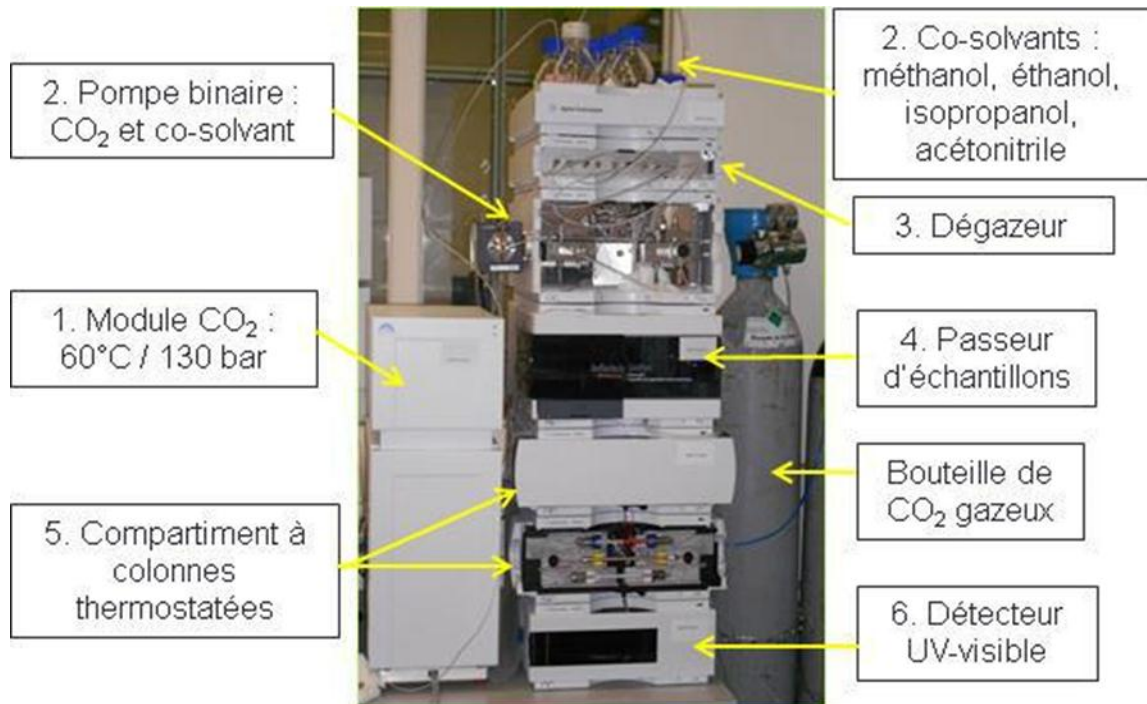 2. Pompe binaire :
CO₂ et co-solvant
1. Module CO₂ :
60°C / 130 bar
5. Compartiment à
colonnes
thermostatées
2. Co-solvants :
méthanol, éthanol,
isopropanol,
acétonitrile
3. Dégazeur
4. Passeur
d'échantillons
Bouteille de
CO₂ gazeux
6. Détecteur
UV-visible